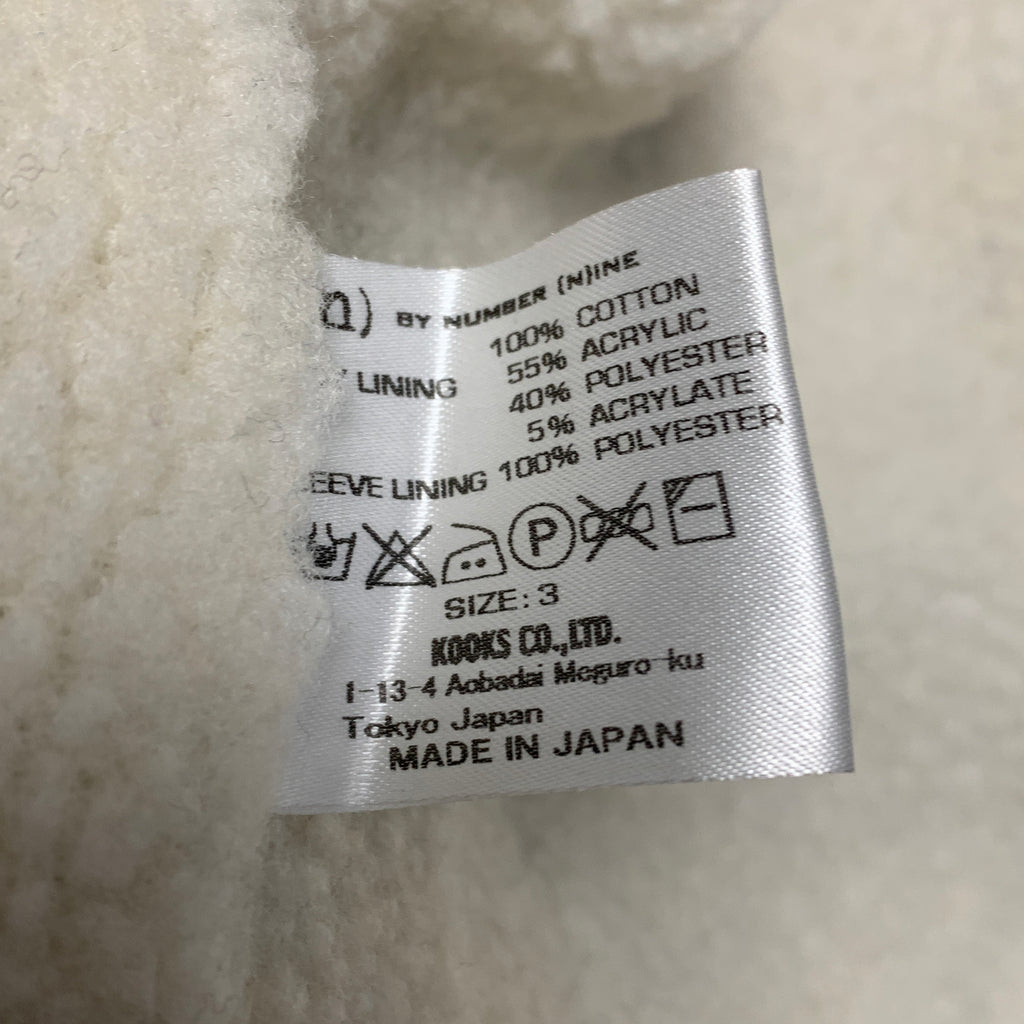 n) BY NUMBER (N)INE
100% COTTON
LINING 55% ACRYLIC
40% POLYESTER
5% ACRYLATE
EEVE LINING 100% POLYESTER
P
SIZE: 3
KOOKS CO.,LTD.
1-13-4 Aobadai Meguro-ku
Tokyo Japan
MADE IN JAPAN